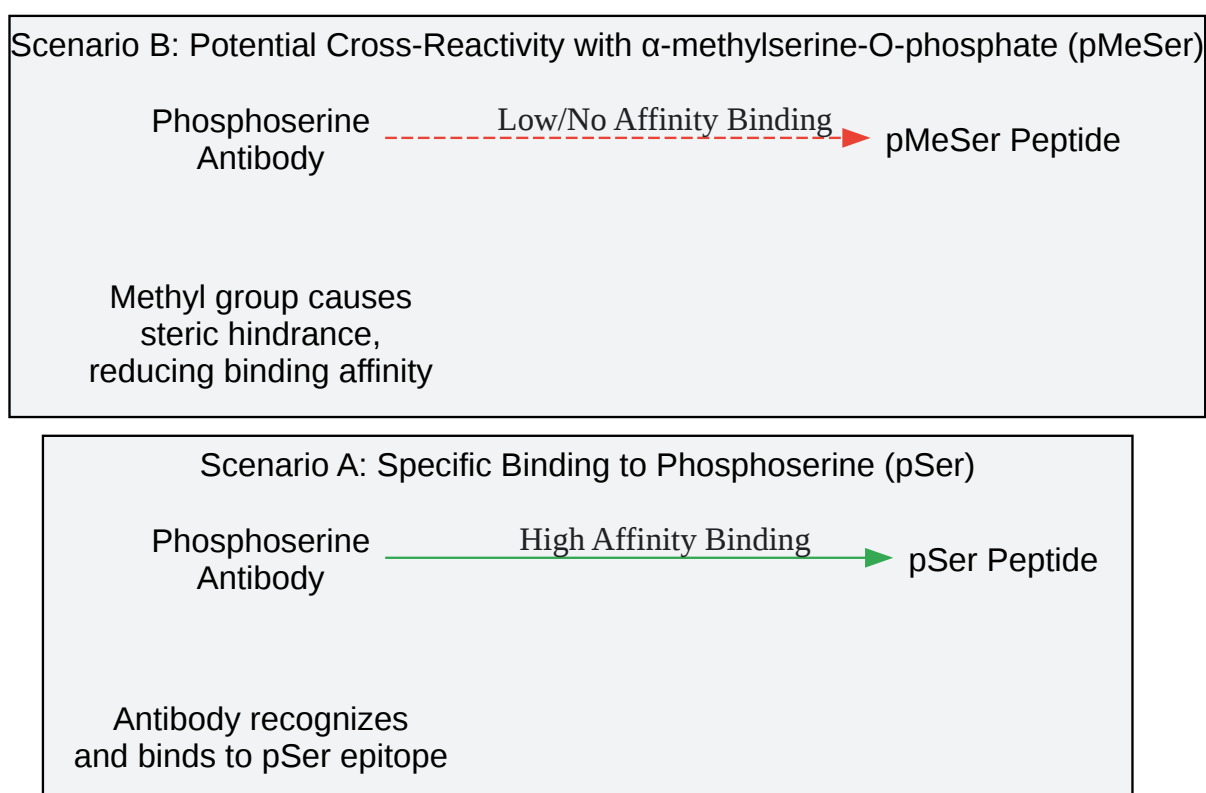 Scenario B: Potential Cross-Reactivity with α-methylserine-O-phosphate (pMeSer)
Phosphoserine
Antibody
Low/No Affinity Binding
pMeSer Peptide
Methyl group causes
steric hindrance,
reducing binding affinity
Scenario A: Specific Binding to Phosphoserine (pSer)
Phosphoserine
Antibody
High Affinity Binding
pSer Peptide
Antibody recognizes
and binds to pSer epitope